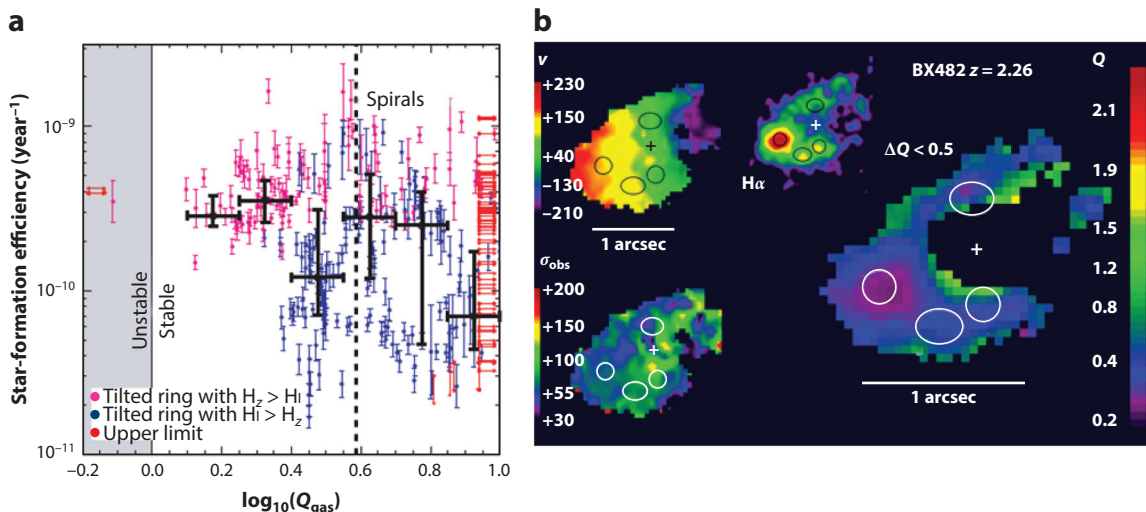 a
Star-formation efficiency (year⁻¹)
10⁻⁹
10⁻¹⁰
10⁻¹¹
Unstable
Stable
Spirals
Tilted ring with H_z > Hı
Tilted ring with Hı > H_z
Upper limit
−0.2
0.0
0.2
0.4
0.6
0.8
1.0
log₁₀(Q_gas)
b
v
+230
+150
+40
−130
−210
1 arcsec
Hα
BX482 z = 2.26
ΔQ < 0.5
σ_obs
+200
+150
+100
+55
+30
1 arcsec
Q
2.1
1.9
1.5
1.2
0.8
0.4
0.2